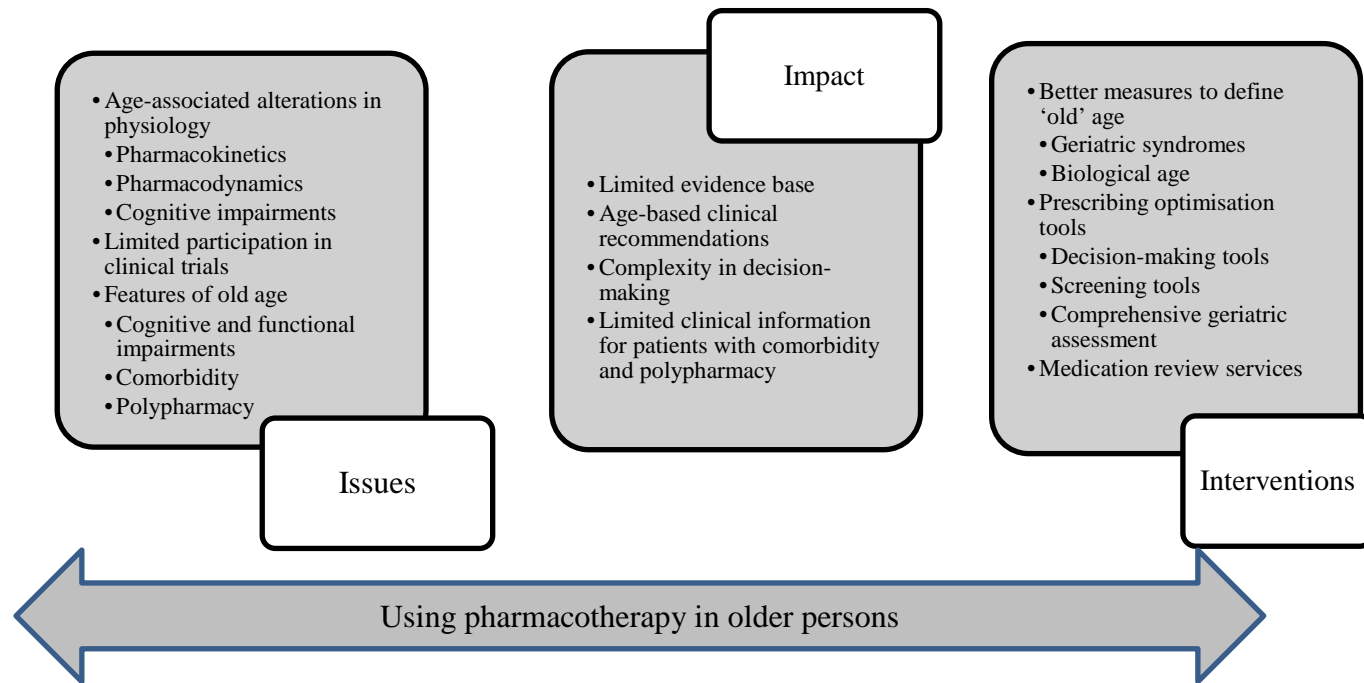 • Age-associated alterations in
physiology
• Pharmacokinetics
• Pharmacodynamics
• Cognitive impairments
• Limited participation in
clinical trials
• Features of old age
• Cognitive and functional
impairments
• Comorbidity
• Polypharmacy
Issues
Impact
• Limited evidence base
• Age-based clinical
recommendations
• Complexity in decision-
making
• Limited clinical information
for patients with comorbidity
and polypharmacy
• Better measures to define
‘old’ age
• Geriatric syndromes
• Biological age
• Prescribing optimisation
tools
• Decision-making tools
• Screening tools
• Comprehensive geriatric
assessment
• Medication review services
Interventions
Using pharmacotherapy in older persons